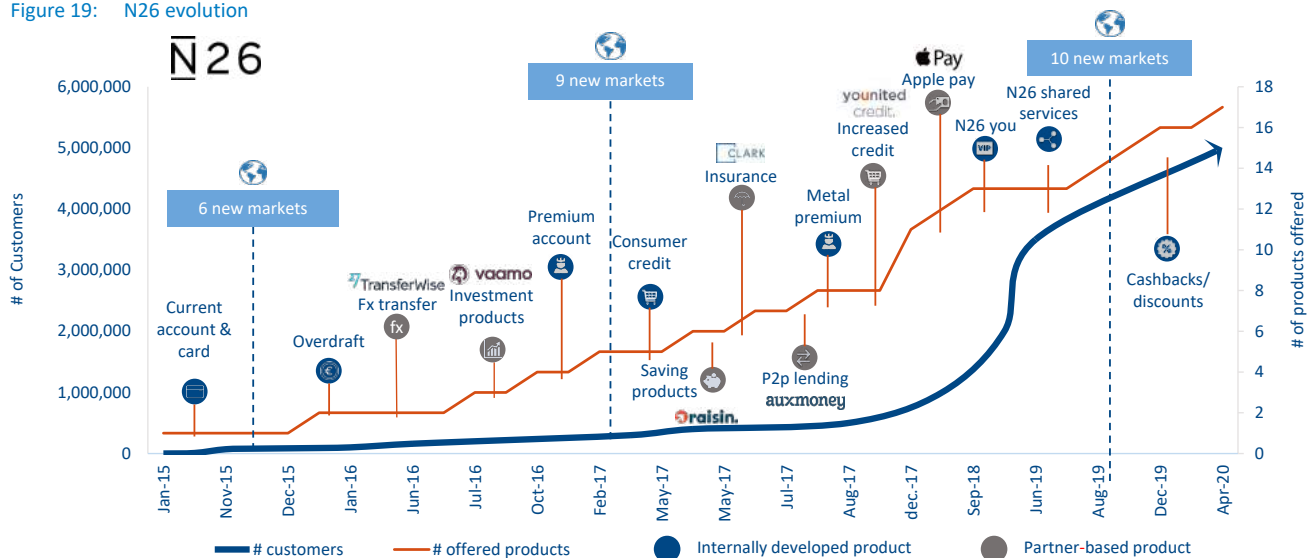 Figure 19: N26 evolution
N26
6 new markets
9 new markets
10 new markets
# of Customers
6,000,000
5,000,000
4,000,000
3,000,000
2,000,000
1,000,000
0
# of products offered
18
16
14
12
10
8
6
4
2
0
Current
account &
card
Overdraft
€
TransferWise
Fx transfer
fx
vaamo
Investment
products
Premium
account
Consumer
credit
Saving
products
raisin.
CLARK
Insurance
P2p lending
auxmoney
Metal
premium
younited
credit.
Increased
credit
Pay
Apple pay
N26 you
VIP
N26 shared
services
%
Cashbacks/
discounts
Jan-15
Nov-15
Dec-15
Jan-16
Jun-16
Jul-16
Oct-16
Feb-17
May-17
May-17
Jul-17
Aug-17
dec.-17
Sep-18
Jun-19
Aug-19
Dec-19
Apr-20
# customers
# offered products
Internally developed product
Partner-based product